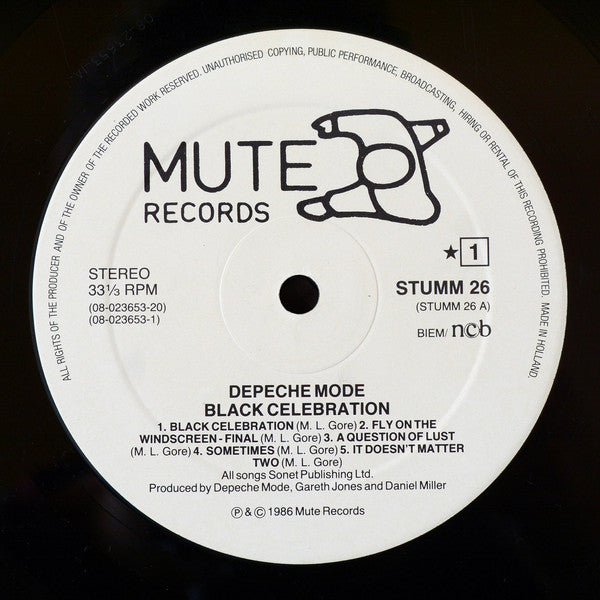 ALL RIGHTS OF THE PRODUCER AND OF THE OWNER OF THE RECORDED WORK RESERVED. UNAUTHORISED COPYING, PUBLIC PERFORMANCE, BROADCASTING, HIRING OR RENTAL OF THIS RECORDING PROHIBITED. MADE IN HOLLAND.
MUTE
RECORDS
★ 1
STEREO
33⅓ RPM
(08-023653-20)
(08-023653-1)
STUMM 26
(STUMM 26 A)
BIEM/ n©b
DEPECHE MODE
BLACK CELEBRATION
1. BLACK CELEBRATION (M. L. Gore) 2. FLY ON THE
WINDSCREEN - FINAL (M. L. Gore) 3. A QUESTION OF LUST
(M. L. Gore) 4. SOMETIMES (M. L. Gore) 5. IT DOESN'T MATTER
TWO (M. L. Gore)
All songs Sonet Publishing Ltd.
Produced by Depeche Mode, Gareth Jones and Daniel Miller
℗ & © 1986 Mute Records